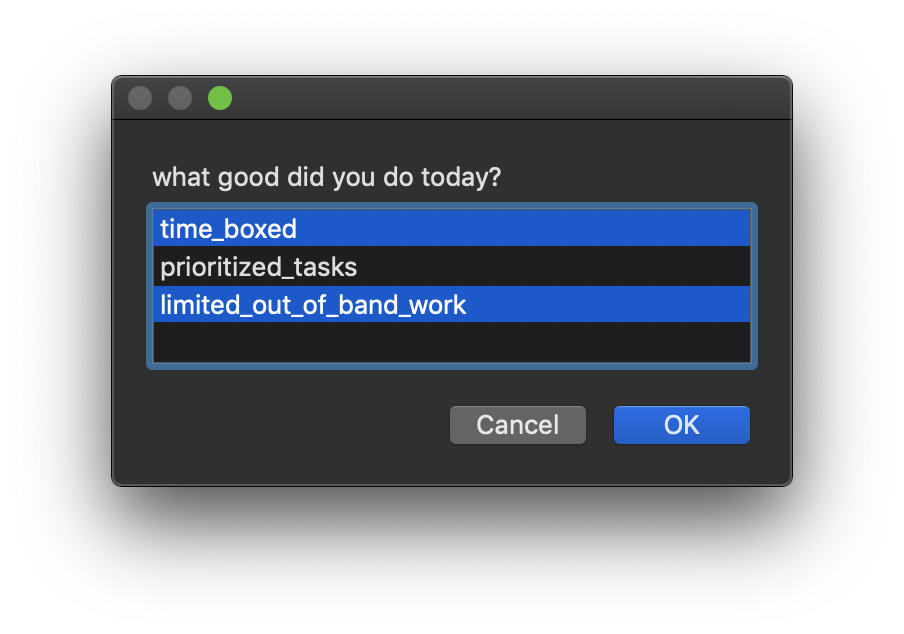 what good did you do today?
time_boxed
prioritized_tasks
limited_out_of_band_work
Cancel
OK